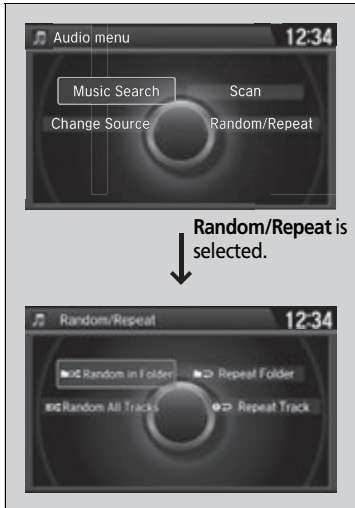 Audio menu 12:34
Music Search Scan
Change Source Random/Repeat
Random/Repeat is
selected.
Random/Repeat 12:34
Random in Folder Repeat Folder
Random All Tracks Repeat Track